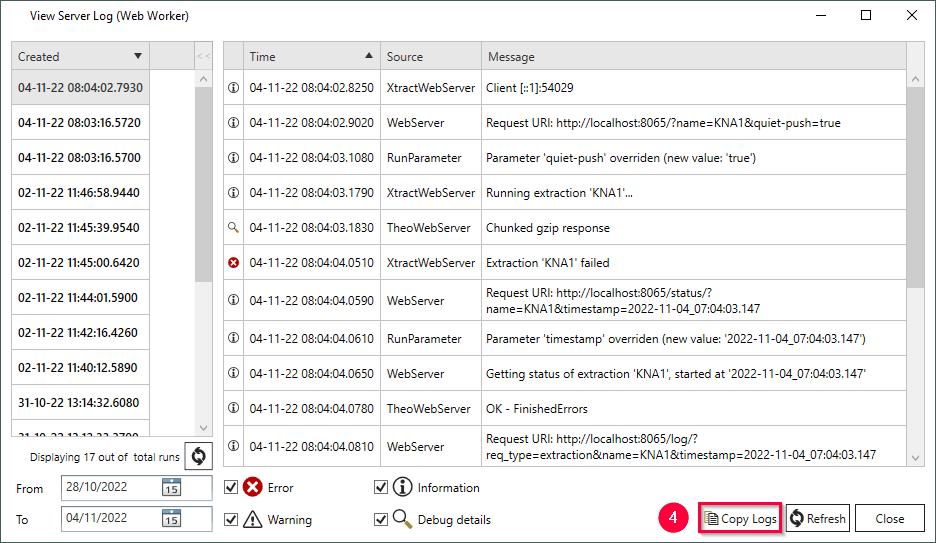 View Server Log (Web Worker)
Created
<<
Time
Source
Message
04-11-22 08:04:02.7930
04-11-22 08:03:16.5720
04-11-22 08:03:16.5700
02-11-22 11:46:58.9440
02-11-22 11:45:39.9540
02-11-22 11:45:00.6420
02-11-22 11:44:01.5900
02-11-22 11:42:16.4260
02-11-22 11:40:12.5890
31-10-22 13:14:32.6080
04-11-22 08:04:02.8250 XtractWebServer Client [::1]:54029
04-11-22 08:04:02.9020 WebServer Request URI: http://localhost:8065/?name=KNA1&quiet-push=true
04-11-22 08:04:03.1080 RunParameter Parameter 'quiet-push' overriden (new value: 'true')
04-11-22 08:04:03.1790 XtractWebServer Running extraction 'KNA1'...
04-11-22 08:04:03.1830 TheoWebServer Chunked gzip response
04-11-22 08:04:04.0510 XtractWebServer Extraction 'KNA1' failed
04-11-22 08:04:04.0590 WebServer Request URI: http://localhost:8065/status/?
name=KNA1&timestamp=2022-11-04_07:04:03.147
04-11-22 08:04:04.0610 RunParameter Parameter 'timestamp' overriden (new value: '2022-11-04_07:04:03.147')
04-11-22 08:04:04.0650 WebServer Getting status of extraction 'KNA1', started at '2022-11-04_07:04:03.147'
04-11-22 08:04:04.0780 TheoWebServer OK - FinishedErrors
04-11-22 08:04:04.0810 WebServer Request URI: http://localhost:8065/log/?
req_type=extraction&name=KNA1&timestamp=2022-11-04_07:04:03.147
Displaying 17 out of total runs
From 28/10/2022 15
To 04/11/2022 15
Error
Information
Warning
Debug details
4
Copy Logs
Refresh
Close